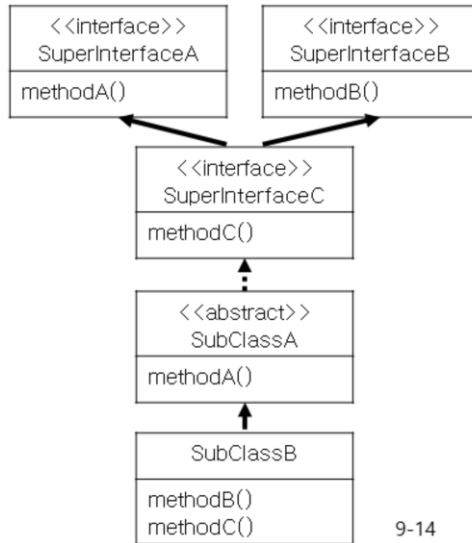 <<interface>>
SuperInterfaceA
methodA()
<<interface>>
SuperInterfaceB
methodB()
<<interface>>
SuperInterfaceC
methodC()
<<abstract>>
SubClassA
methodA()
SubClassB
methodB()
methodC()
9-14